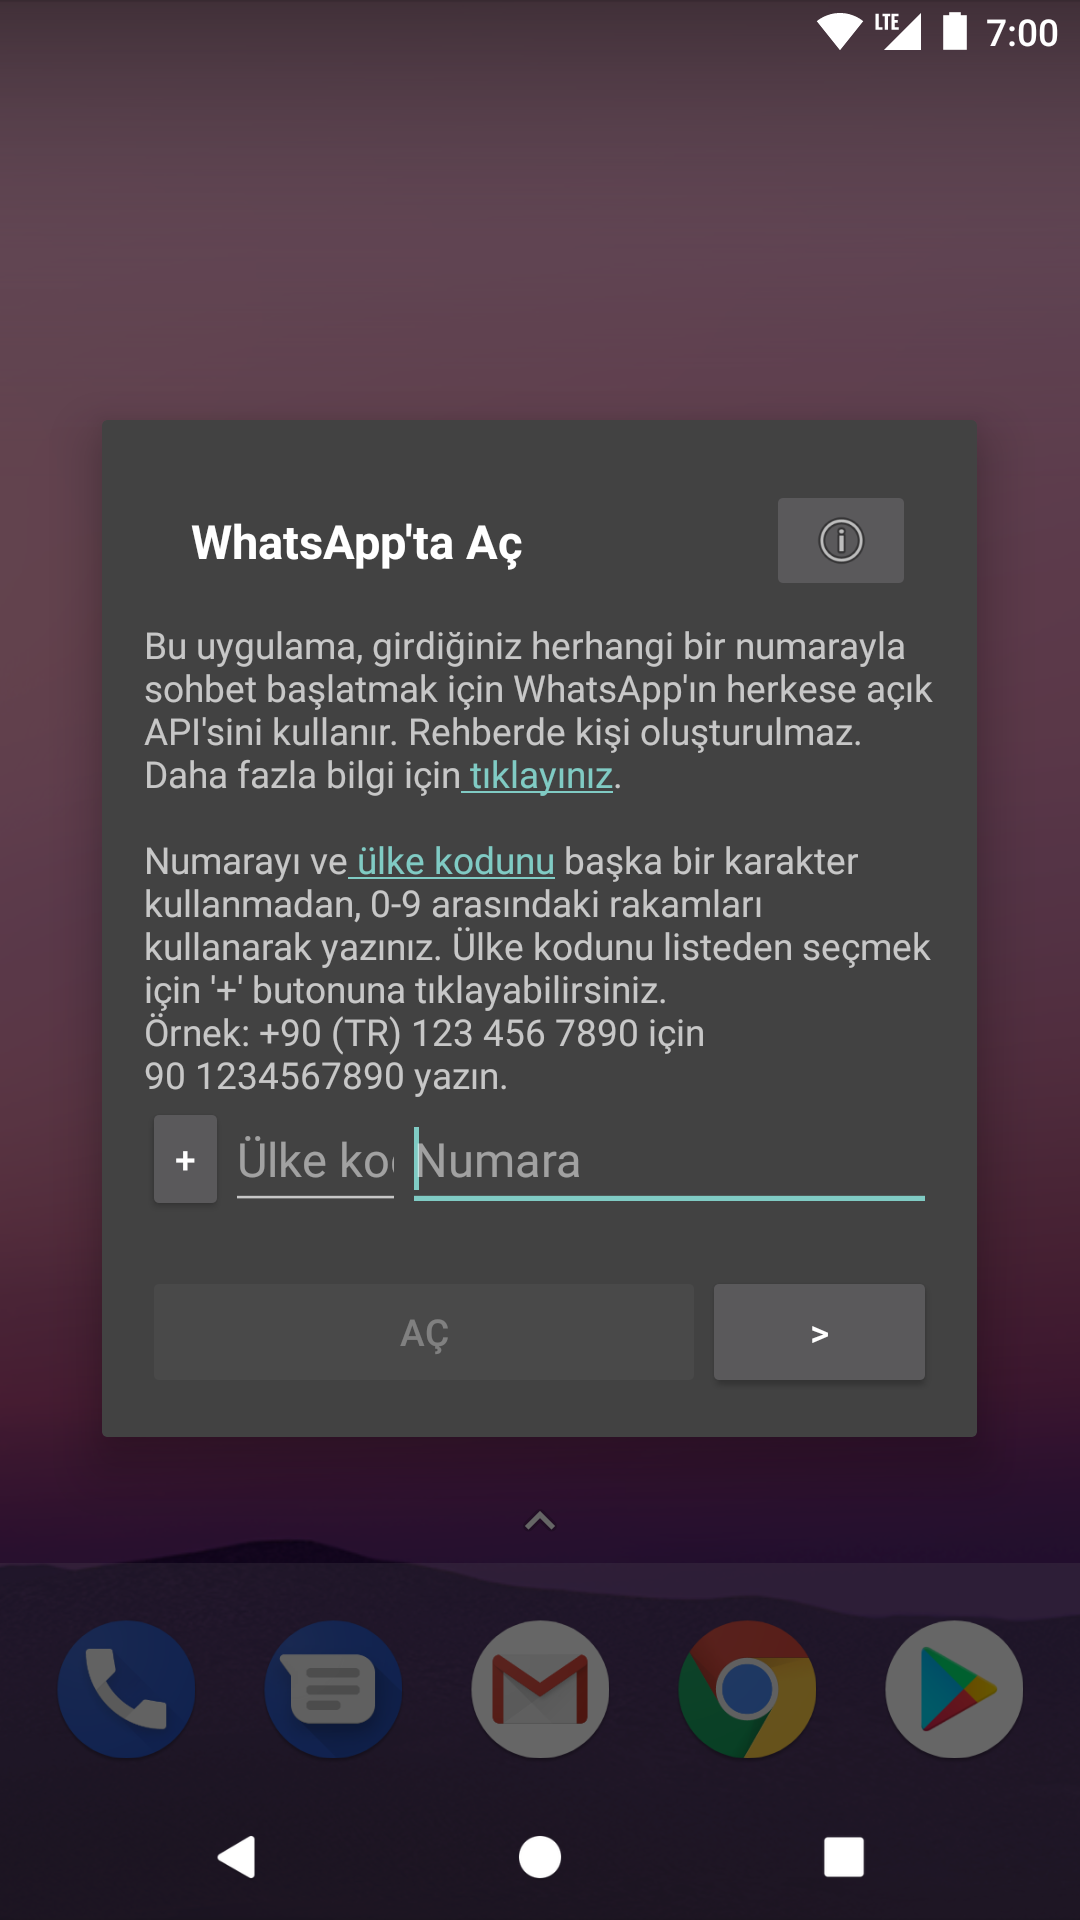 LTE 7:00
WhatsApp'ta Aç
Bu uygulama, girdiğiniz herhangi bir numarayla
sohbet başlatmak için WhatsApp'ın herkese açık
API'sini kullanır. Rehberde kişi oluşturulmaz.
Daha fazla bilgi için tıklayınız.
Numarayı ve ülke kodunu başka bir karakter
kullanmadan, 0-9 arasındaki rakamları
kullanarak yazınız. Ülke kodunu listeden seçmek
için '+' butonuna tıklayabilirsiniz.
Örnek: +90 (TR) 123 456 7890 için
90 1234567890 yazın.
+ Ülke ko Numara
AÇ >